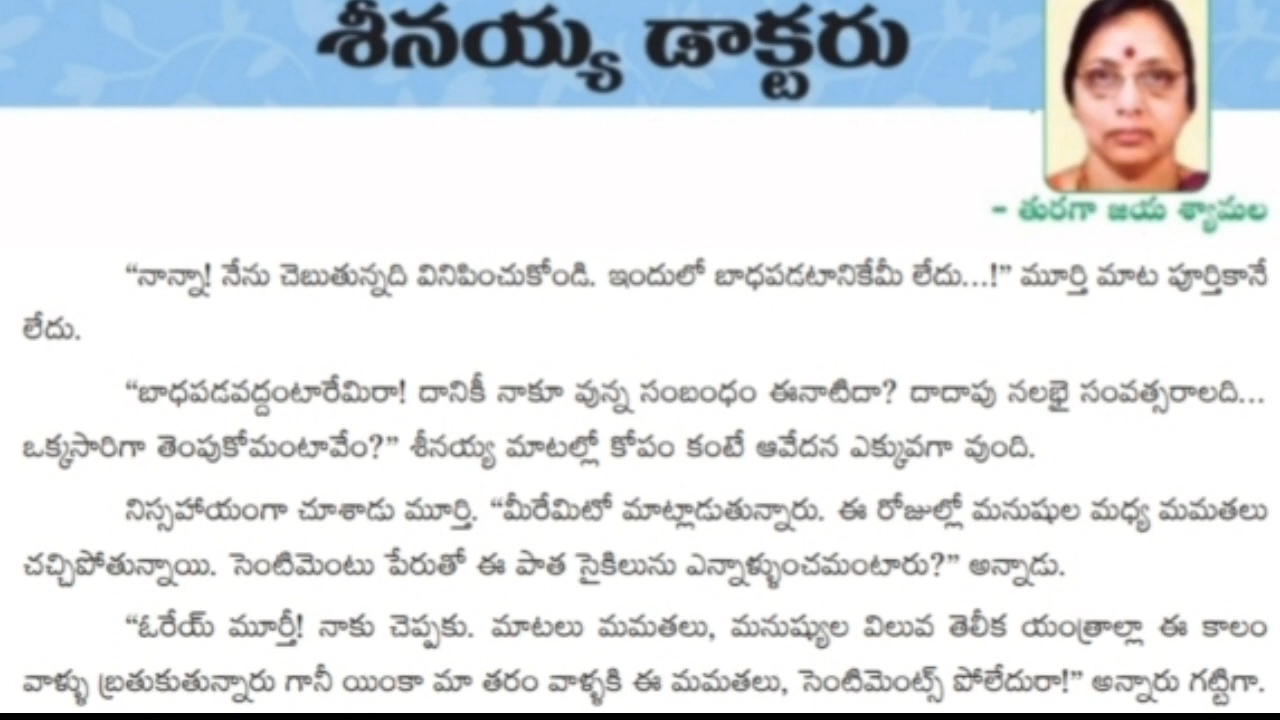 శీనయ్య డాక్టరు
- తురగా జయ శ్యామల
“నాన్నా! నేను చెబుతున్నది వినిపించుకోండి. ఇందులో బాధపడటానికేమీ లేదు...!” మూర్తి మాట పూర్తికానే
లేదు.
“బాధపడవద్దంటారేమిరా! దానికీ నాకూ వున్న సంబంధం ఈనాటిదా? దాదాపు నలభై సంవత్సరాలది...
ఒక్కసారిగా తెంపుకోమంటావేం?” శీనయ్య మాటల్లో కోపం కంటే ఆవేదన ఎక్కువగా వుంది.
నిస్సహాయంగా చూశాడు మూర్తి. “మీరేమిటో మాట్లాడుతున్నారు. ఈ రోజుల్లో మనుషుల మధ్య మమతలు
చచ్చిపోతున్నాయి. సెంటిమెంటు పేరుతో ఈ పాత సైకిలును ఎన్నాళ్ళుంచమంటారు?” అన్నాడు.
“ఓరేయ్ మూర్తీ! నాకు చెప్పకు. మాటలు మమతలు, మనుష్యుల విలువ తెలీక యంత్రాల్లా ఈ కాలం
వాళ్ళు బ్రతుకుతున్నారు గానీ యింకా మా తరం వాళ్ళకి ఈ మమతలు, సెంటిమెంట్స్ పోలేదురా!” అన్నారు గట్టిగా.